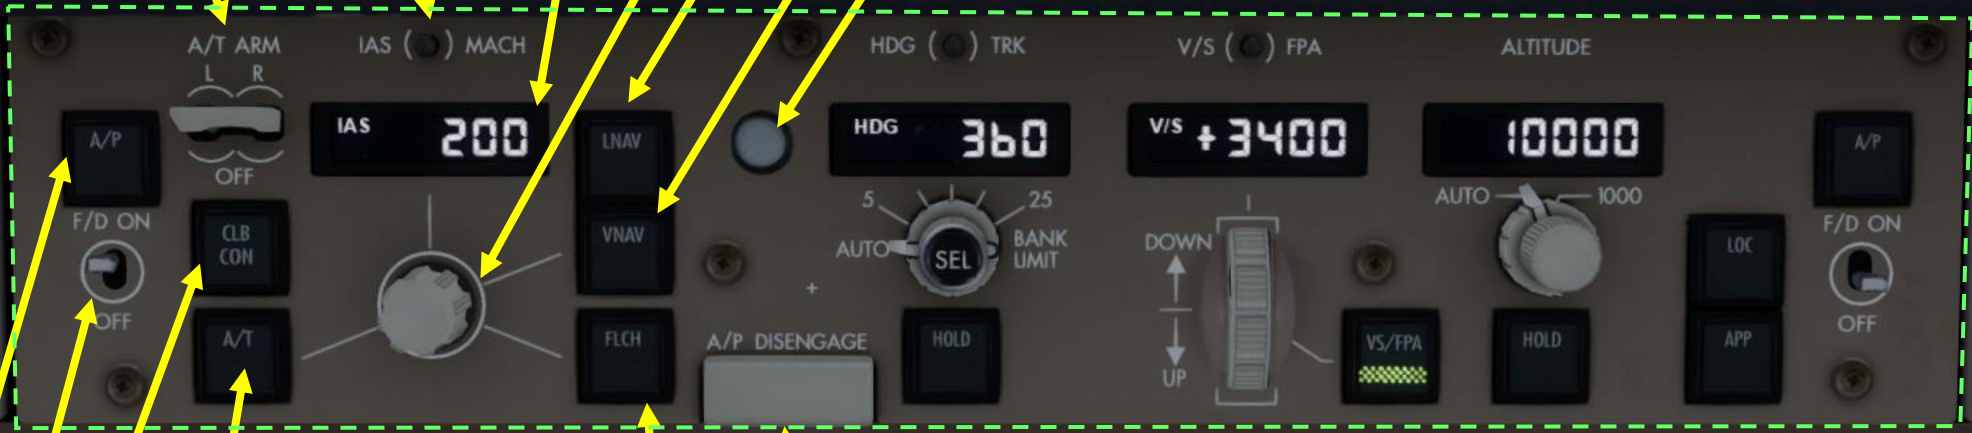 A/T ARM
L R
OFF
IAS ( ) MACH
IAS 200
HDG ( ) TRK
HDG 360
V/S ( ) FPA
V/S +3400
ALTITUDE
10000
A/P
F/D ON
OFF
CLB
CON
A/T
LNAV
VNAV
FLCH
A/P DISENGAGE
5
25
AUTO
SEL
BANK
LIMIT
HOLD
DOWN
UP
VS/FPA
AUTO
1000
HOLD
LOC
APP
A/P
F/D ON
OFF